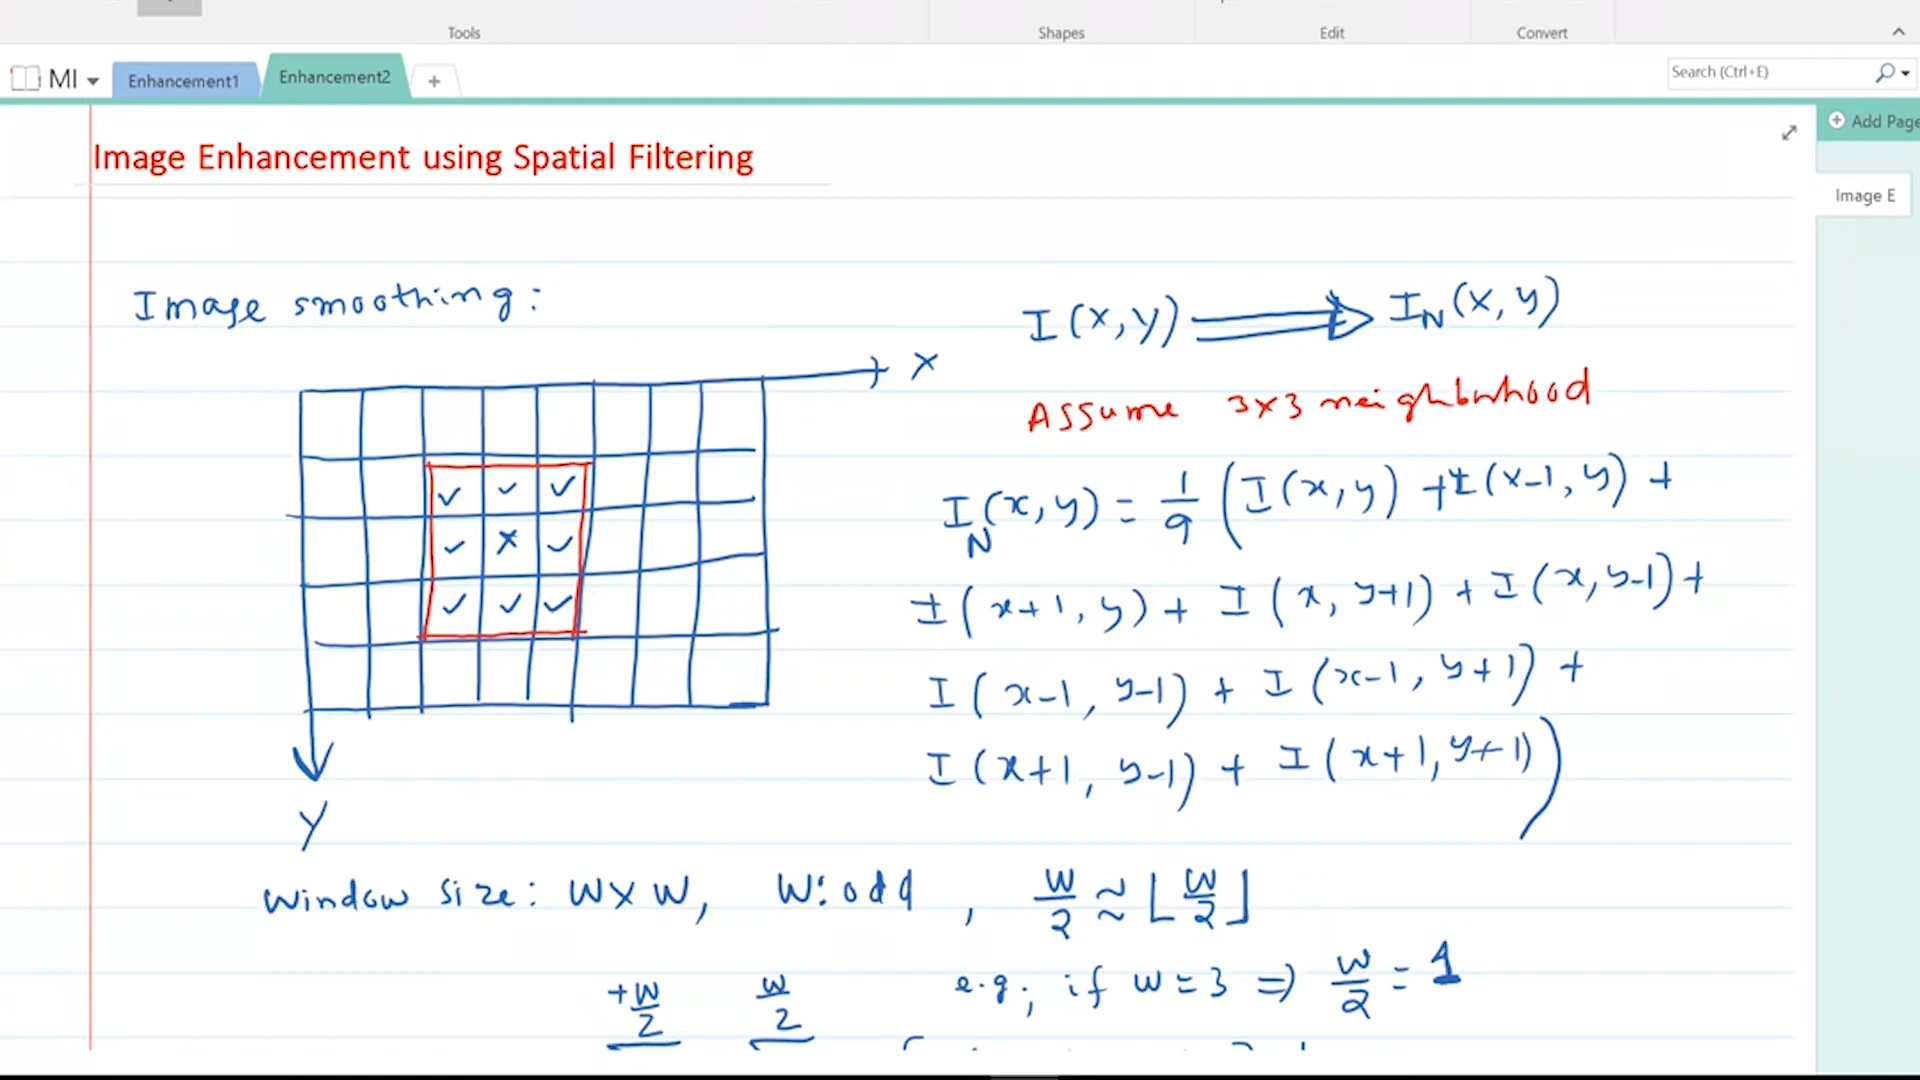 Tools Shapes Edit Convert
MI Enhancement1 Enhancement2 + Search (Ctrl+E)
Add Page
Image E
Image Enhancement using Spatial Filtering
Image smoothing:
I(x,y) ⟹ I_N(x,y)
X
Assume 3x3 neighborhood
I_N(x,y) = 1/9 (I(x,y) + I(x-1,y) +
I(x+1,y) + I(x,y+1) + I(x,y-1) +
I(x-1,y-1) + I(x-1,y+1) +
I(x+1,y-1) + I(x+1,y+1))
Y
Window size: WXW, W: odd, W/2 ≈ ⌊W/2⌋
e.g; if w=3 ⇒ W/2 = 1
+W/2 W/2